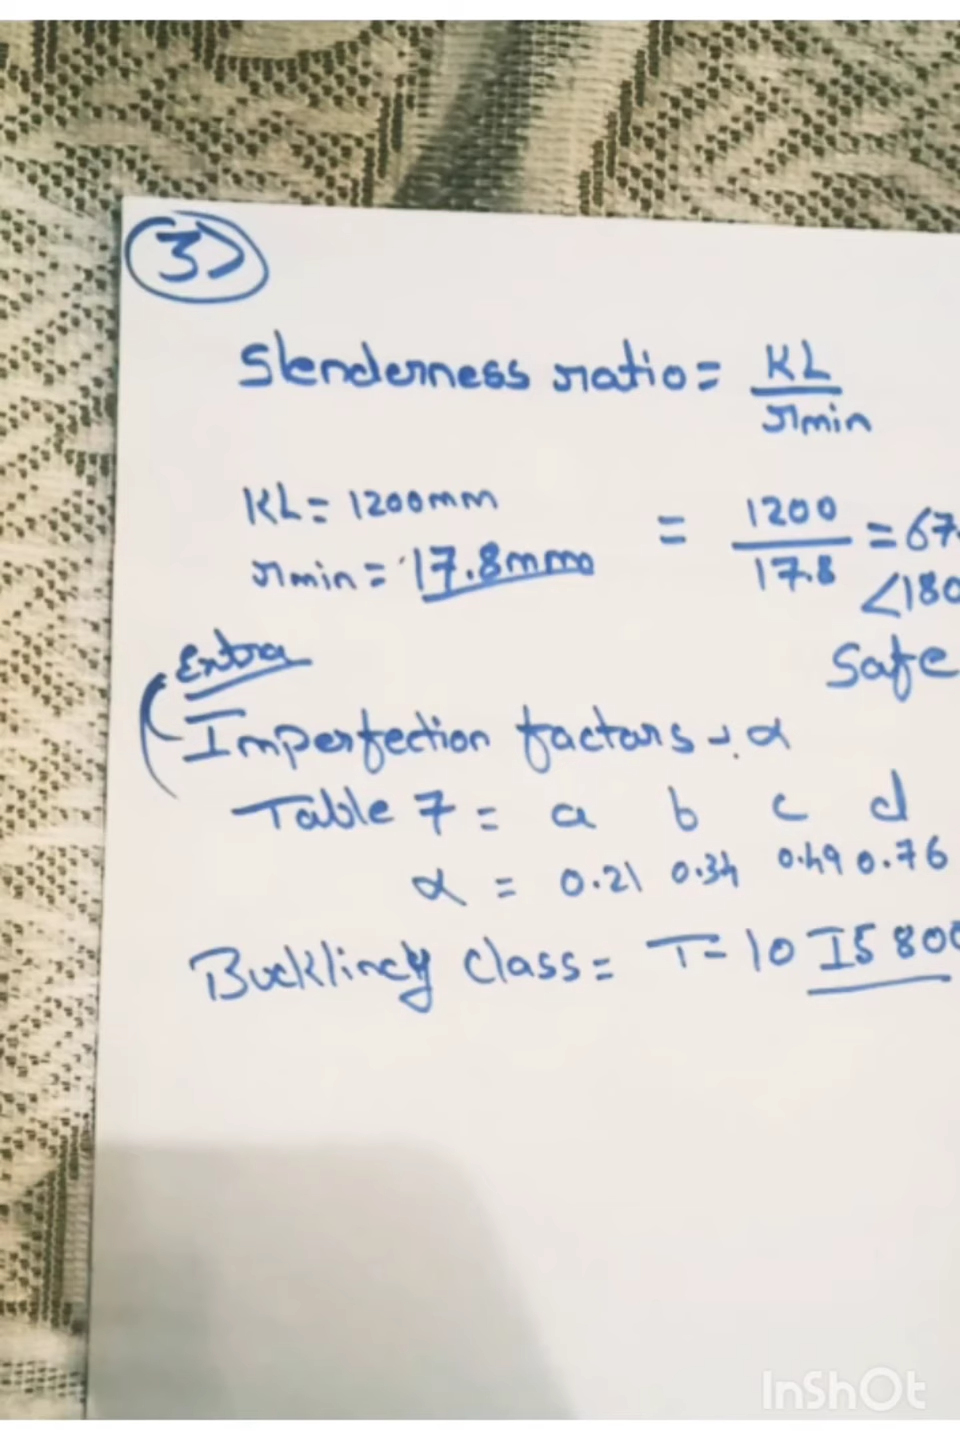 3>
Slenderness ratio = KL / rmin
KL = 1200mm
= 1200 / 17.8 = 67.
rmin = 17.8mm
<180
Extra
Safe
Imperfection factors → α
Table 7 = a b c d
α = 0.21 0.34 0.49 0.76
Buckling class = T= 10 IS 800
InShOt